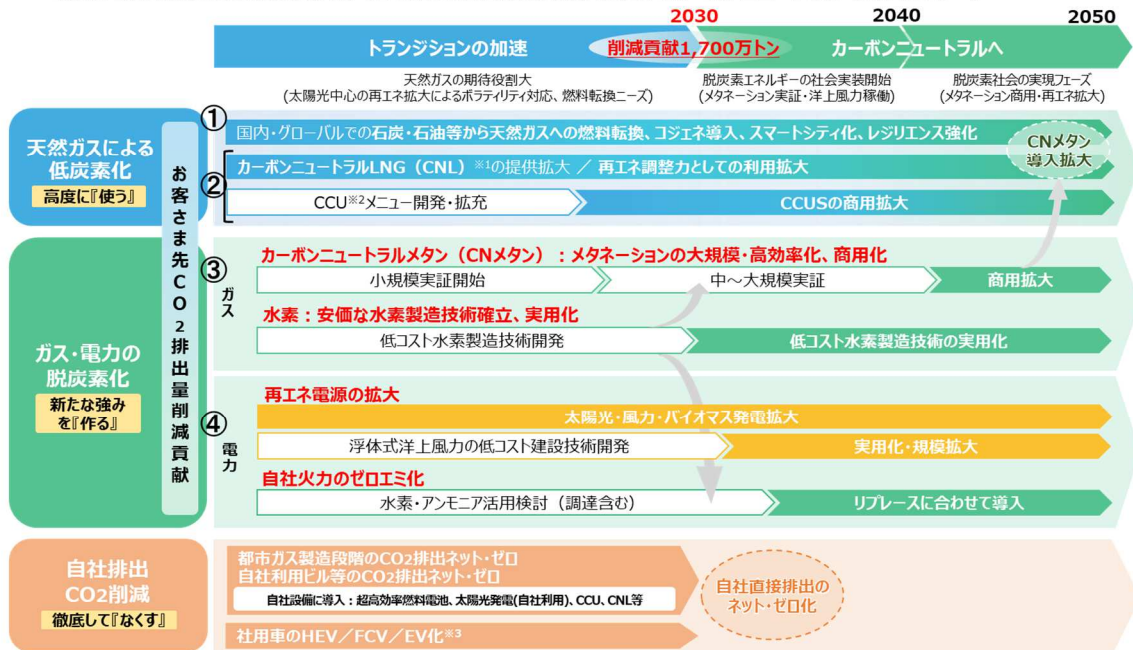 2030
2040
2050
トランジションの加速
削減貢献1,700万トン
カーボンニュートラルへ
天然ガスの期待役割大
(太陽光中心の再エネ拡大によるボラティリティ対応、燃料転換ニーズ)
脱炭素エネルギーの社会実装開始
(メタネーション実証・洋上風力稼働)
脱炭素社会の実現フェーズ
(メタネーション商用・再エネ拡大)
天然ガスによる
低炭素化
高度に『使う』
お客さま先CO2排出量削減貢献
①
国内・グローバルでの石炭・石油等から天然ガスへの燃料転換、コジェネ導入、スマートシティ化、レジリエンス強化
CNメタン
導入拡大
②
カーボンニュートラルLNG（CNL）※1の提供拡大 ／ 再エネ調整力としての利用拡大
CCU※2メニュー開発・拡充
CCUSの商用拡大
ガス・電力の
脱炭素化
新たな強み
を『作る』
③
ガス
カーボンニュートラルメタン（CNメタン）：メタネーションの大規模・高効率化、商用化
小規模実証開始
中～大規模実証
商用拡大
水素：安価な水素製造技術確立、実用化
低コスト水素製造技術開発
低コスト水素製造技術の実用化
④
電力
再エネ電源の拡大
太陽光・風力・バイオマス発電拡大
浮体式洋上風力の低コスト建設技術開発
実用化・規模拡大
自社火力のゼロエミ化
水素・アンモニア活用検討（調達含む）
リプレースに合わせて導入
自社排出
CO2削減
徹底して『なくす』
都市ガス製造段階のCO2排出ネット・ゼロ
自社利用ビル等のCO2排出ネット・ゼロ
自社設備に導入：超高効率燃料電池、太陽光発電(自社利用)、CCU、CNL等
社用車のHEV／FCV／EV化※3
自社直接排出の
ネット・ゼロ化